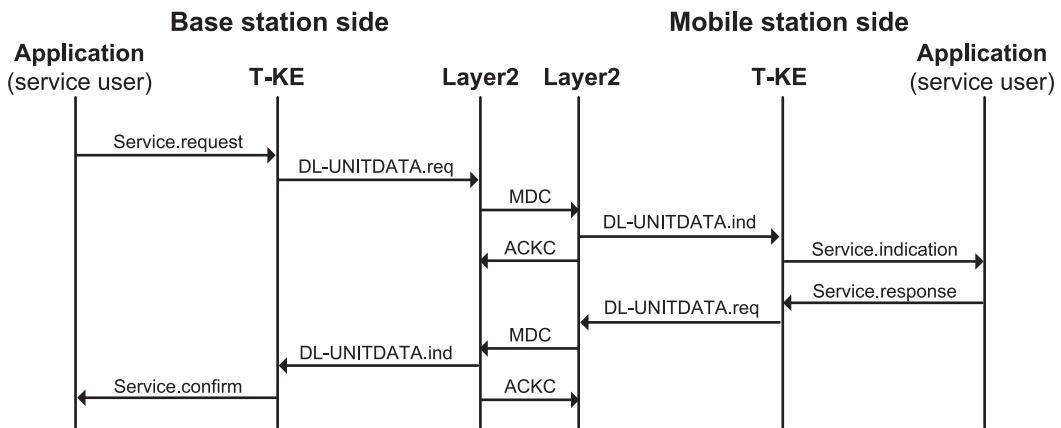 Base station side
Mobile station side
Application
(service user)
T-KE
Layer2
Layer2
T-KE
Application
(service user)
Service.request
DL-UNITDATA.req
MDC
DL-UNITDATA.ind
ACKC
Service.indication
Service.response
DL-UNITDATA.req
MDC
DL-UNITDATA.ind
Service.confirm
ACKC